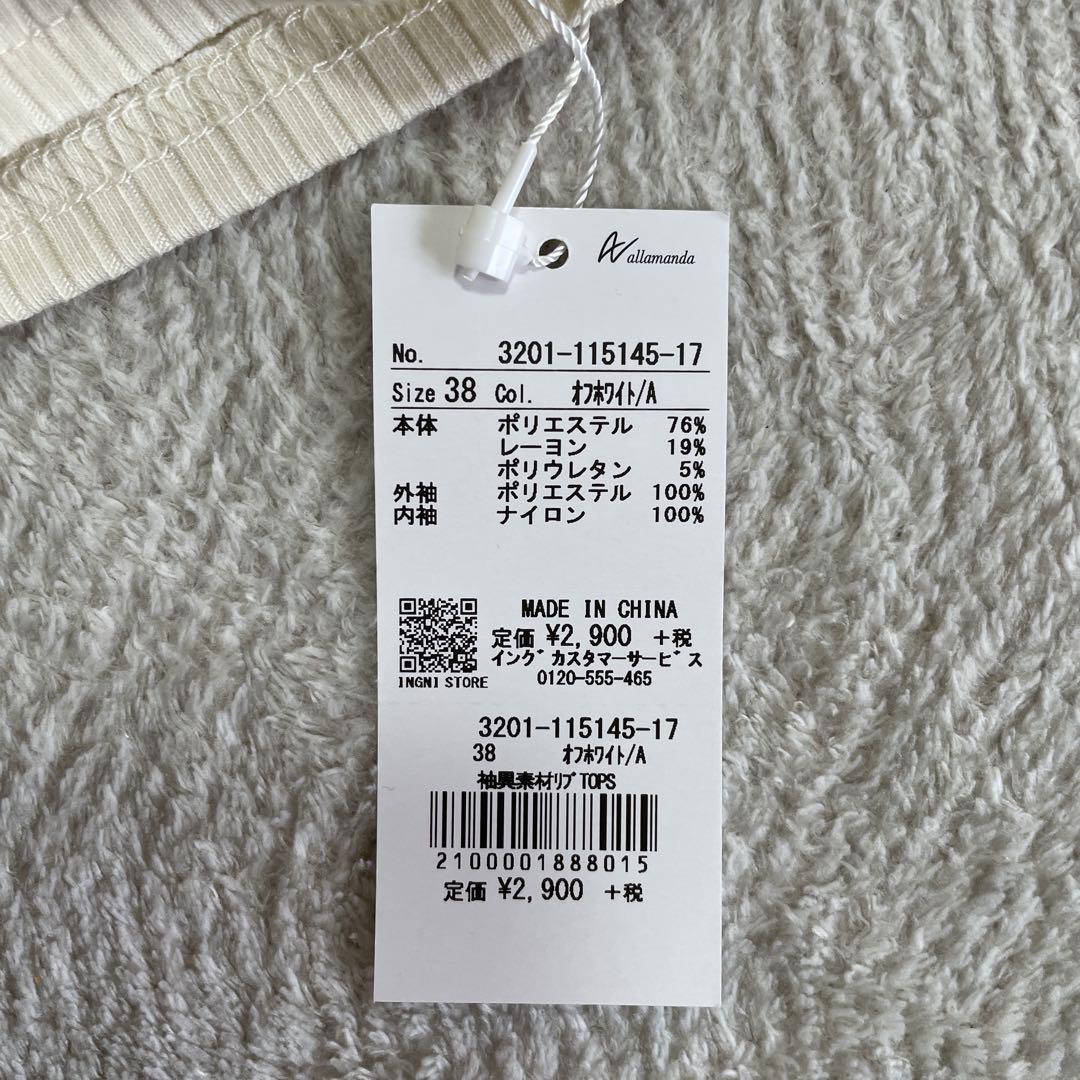 allamanda
No. 3201-115145-17
Size 38 Col. ｵﾌﾎﾜｲﾄ/A
本体 ポリエステル 76%
レーヨン 19%
ポリウレタン 5%
外袖 ポリエステル 100%
内袖 ナイロン 100%
MADE IN CHINA
定価 ¥2,900 +税
イングﾞカスタマーサービﾞス
0120-555-465
INGNI STORE
3201-115145-17
38 ｵﾌﾎﾜｲﾄ/A
袖異素材ﾘﾌﾞTOPS
2100001888015
定価 ¥2,900 +税